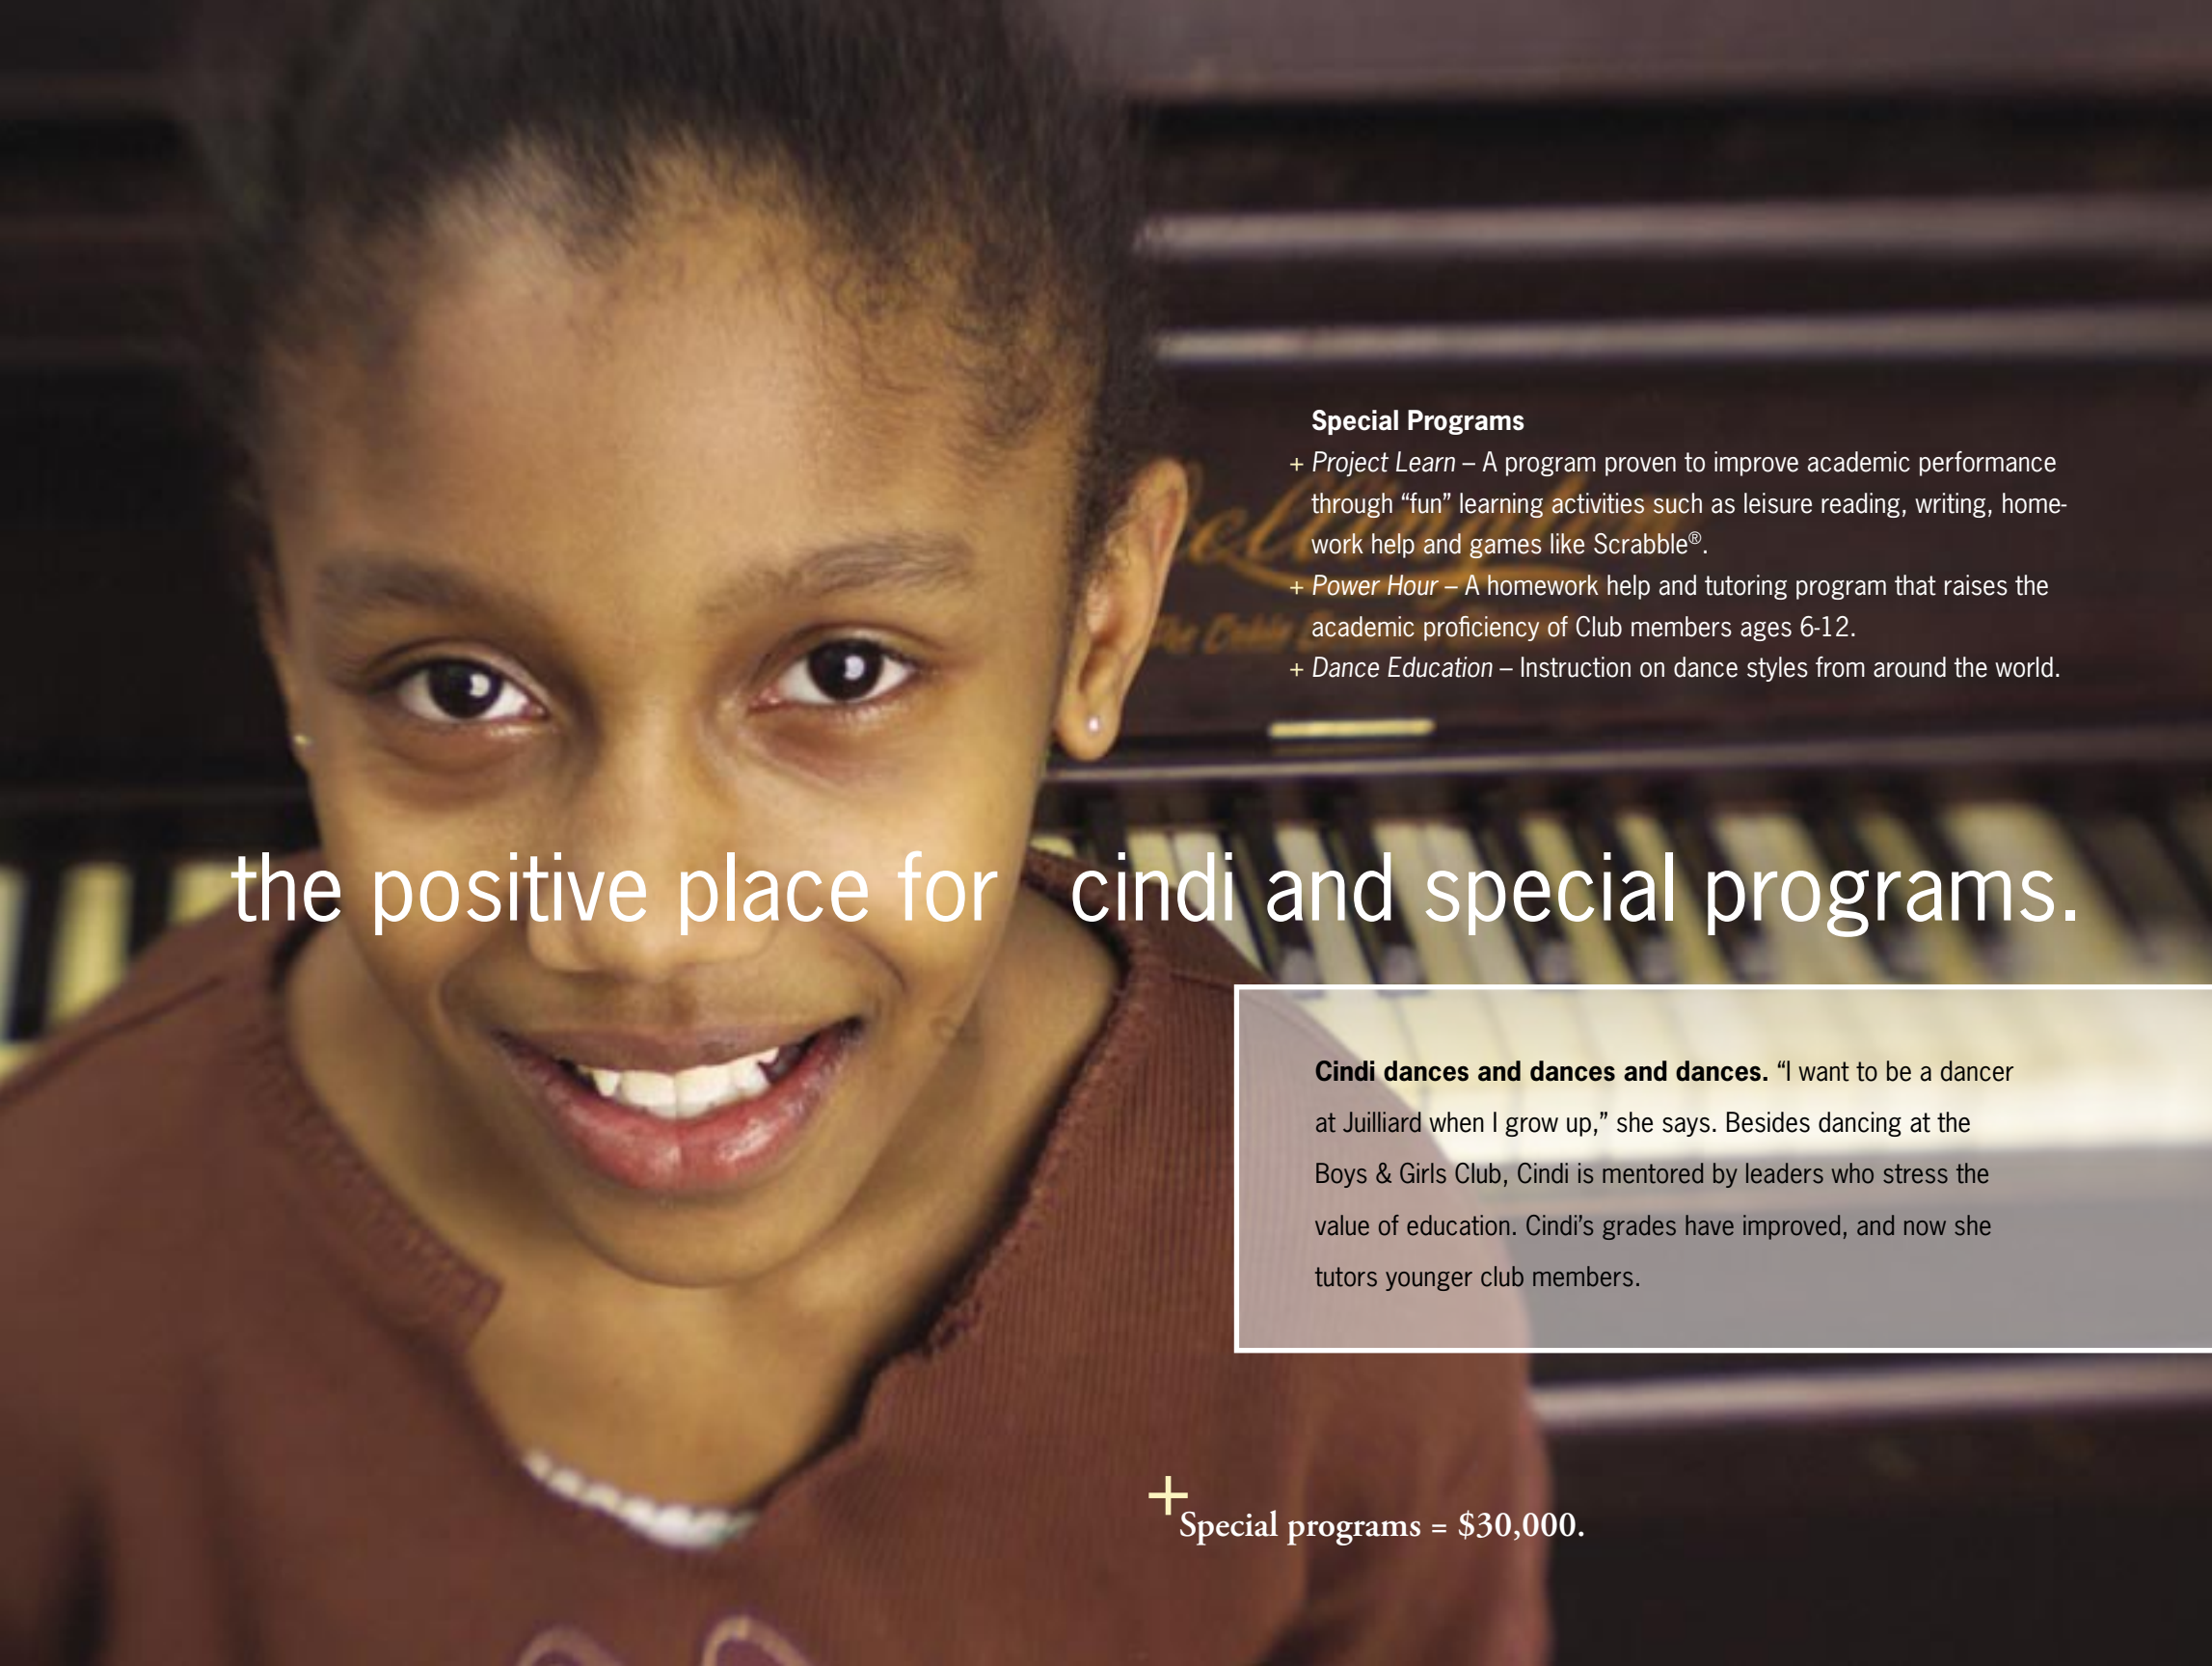 Special Programs
+ Project Learn – A program proven to improve academic performance
through “fun” learning activities such as leisure reading, writing, home-
work help and games like Scrabble®.
+ Power Hour – A homework help and tutoring program that raises the
academic proficiency of Club members ages 6-12.
+ Dance Education – Instruction on dance styles from around the world.
the positive place for cindi and special programs.
Cindi dances and dances and dances. “I want to be a dancer
at Juilliard when I grow up,” she says. Besides dancing at the
Boys & Girls Club, Cindi is mentored by leaders who stress the
value of education. Cindi’s grades have improved, and now she
tutors younger club members.
+
Special programs = $30,000.